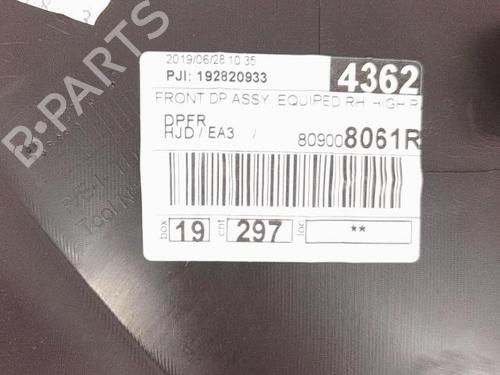 2019/06/28 10:35
PJI: 192820933
4362
FRONT DP ASSY EQUIPED RH HIGH
DPFR
HJD / EA3 / 809008061R
box 19 cnt 297 loc **
B-PARTS